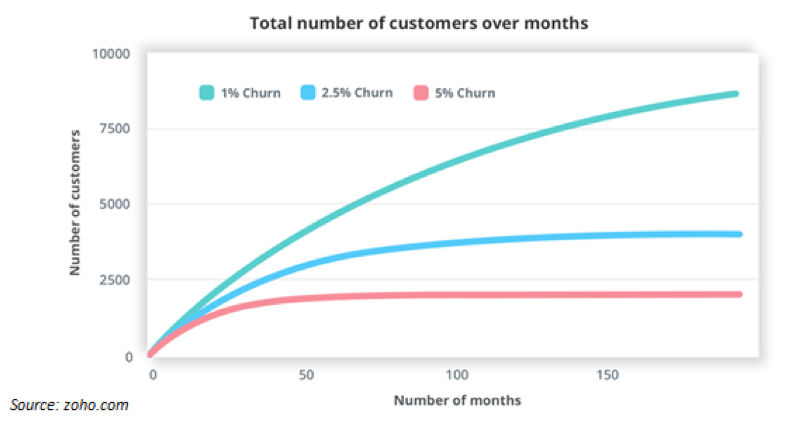 Total number of customers over months
10000
1% Churn 2.5% Churn 5% Churn
7500
Number of customers
5000
2500
0
0 50 100 150
Number of months
Source: zoho.com